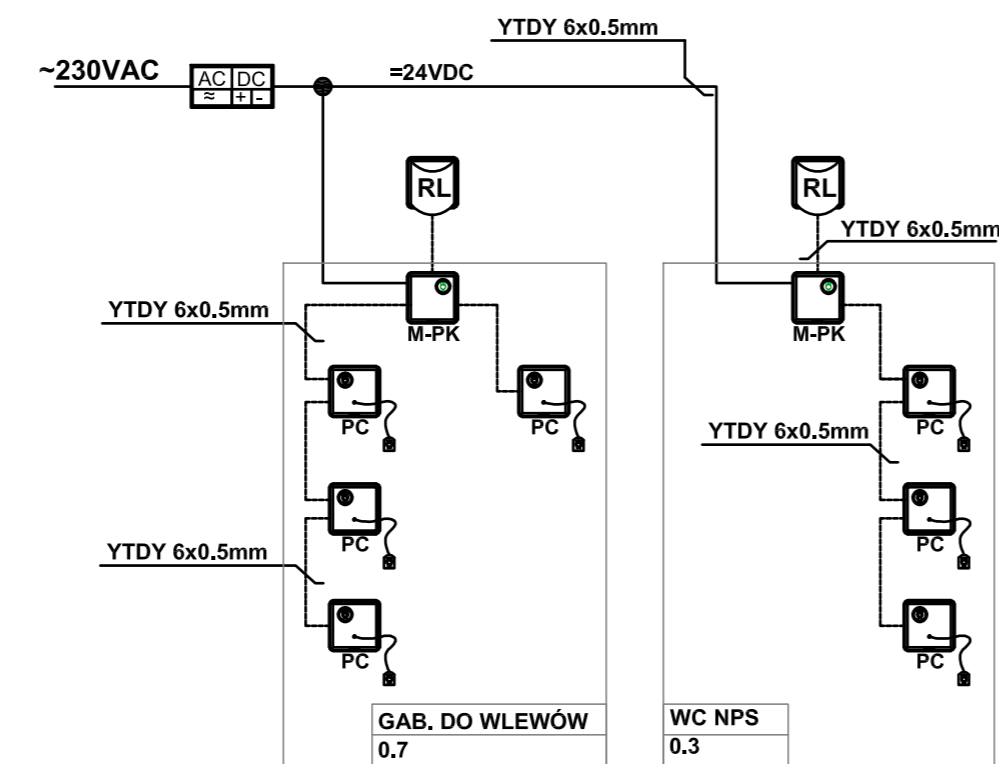 YTDY 6x0.5mm
~230VAC
AC DC
≈ + -
=24VDC
RL
RL
YTDY 6x0.5mm
M-PK
M-PK
YTDY 6x0.5mm
PC
PC
PC
YTDY 6x0.5mm
PC
PC
YTDY 6x0.5mm
PC
PC
GAB. DO WLEWÓW
0.7
WC NPS
0.3